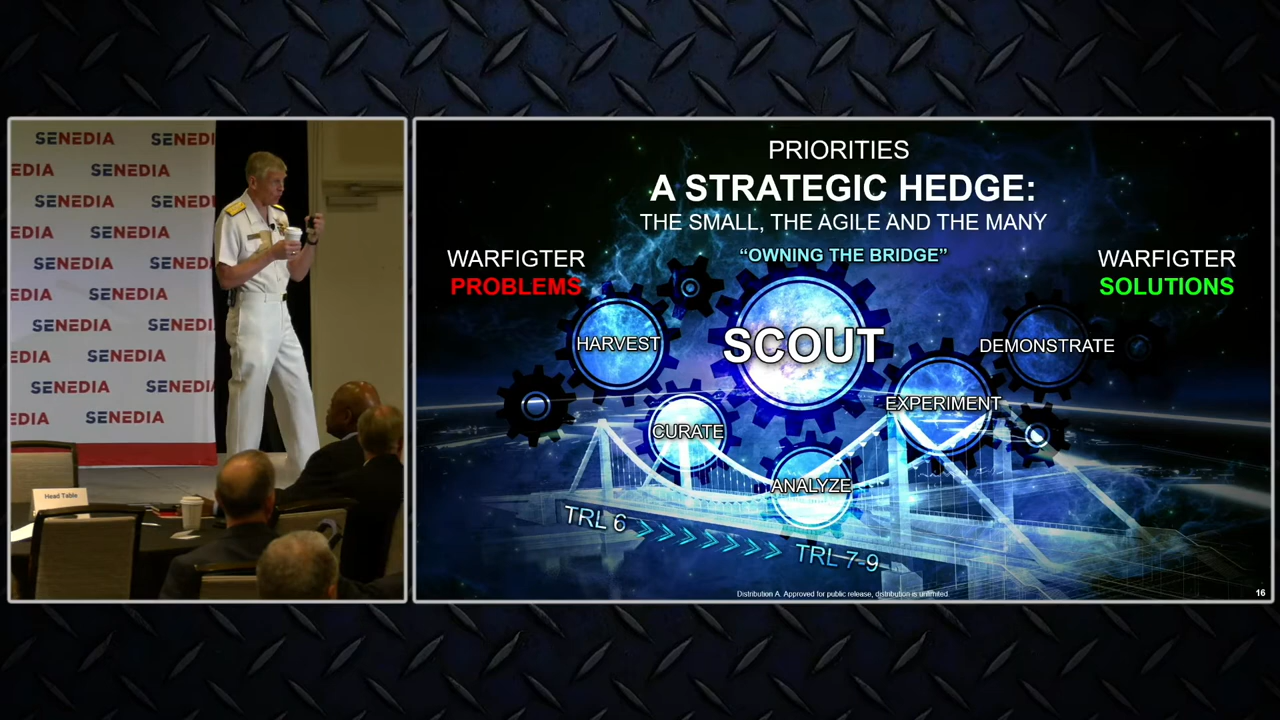 SENEDIA SENEDI
EDIA SENEDIA
SENEDIA SENEDI
EDIA SENEDIA
SENEDIA SENEDI
EDIA SENEDIA
SENEDIA SENEDI
EDIA SENEDIA
SENEDIA SENEDI
EDIA SENEDIA
Head Table
PRIORITIES
A STRATEGIC HEDGE:
THE SMALL, THE AGILE AND THE MANY
“OWNING THE BRIDGE”
WARFIGTER
PROBLEMS
WARFIGTER
SOLUTIONS
HARVEST
SCOUT
DEMONSTRATE
CURATE
EXPERIMENT
ANALYZE
TRL 6
TRL 7-9
Distribution A. Approved for public release, distribution is unlimited.
16